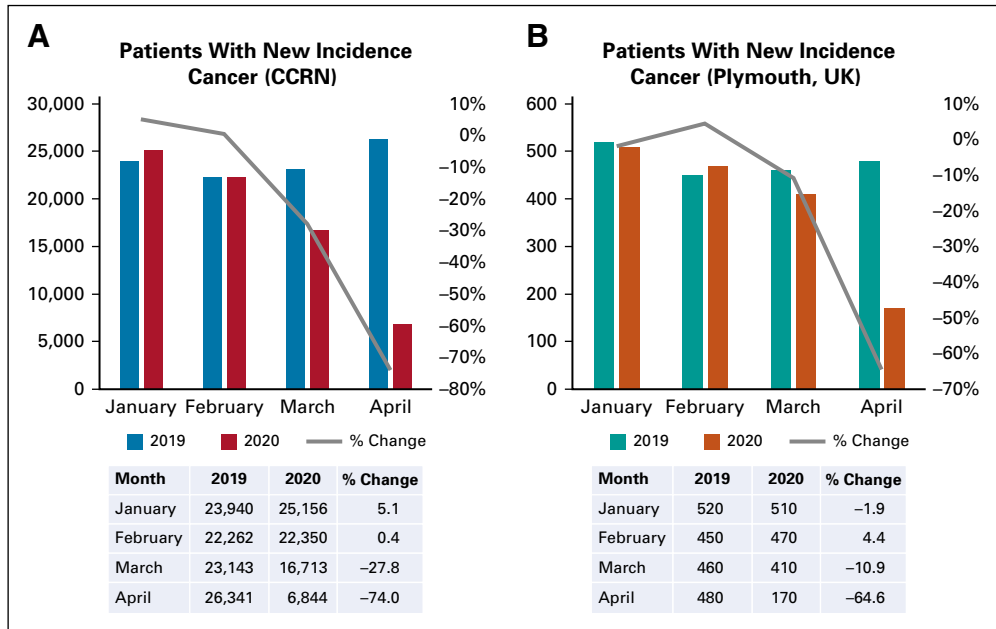 A
Patients With New Incidence
Cancer (CCRN)
30,000
25,000
20,000
15,000
10,000
5,000
0
10%
0%
–10%
–20%
–30%
–40%
–50%
–60%
–70%
–80%
January February March April
2019 2020 % Change
Month 2019 2020 % Change
January 23,940 25,156 5.1
February 22,262 22,350 0.4
March 23,143 16,713 –27.8
April 26,341 6,844 –74.0
B
Patients With New Incidence
Cancer (Plymouth, UK)
600
500
400
300
200
100
0
10%
0%
–10%
–20%
–30%
–40%
–50%
–60%
–70%
January February March April
2019 2020 % Change
Month 2019 2020 % Change
January 520 510 –1.9
February 450 470 4.4
March 460 410 –10.9
April 480 170 –64.6